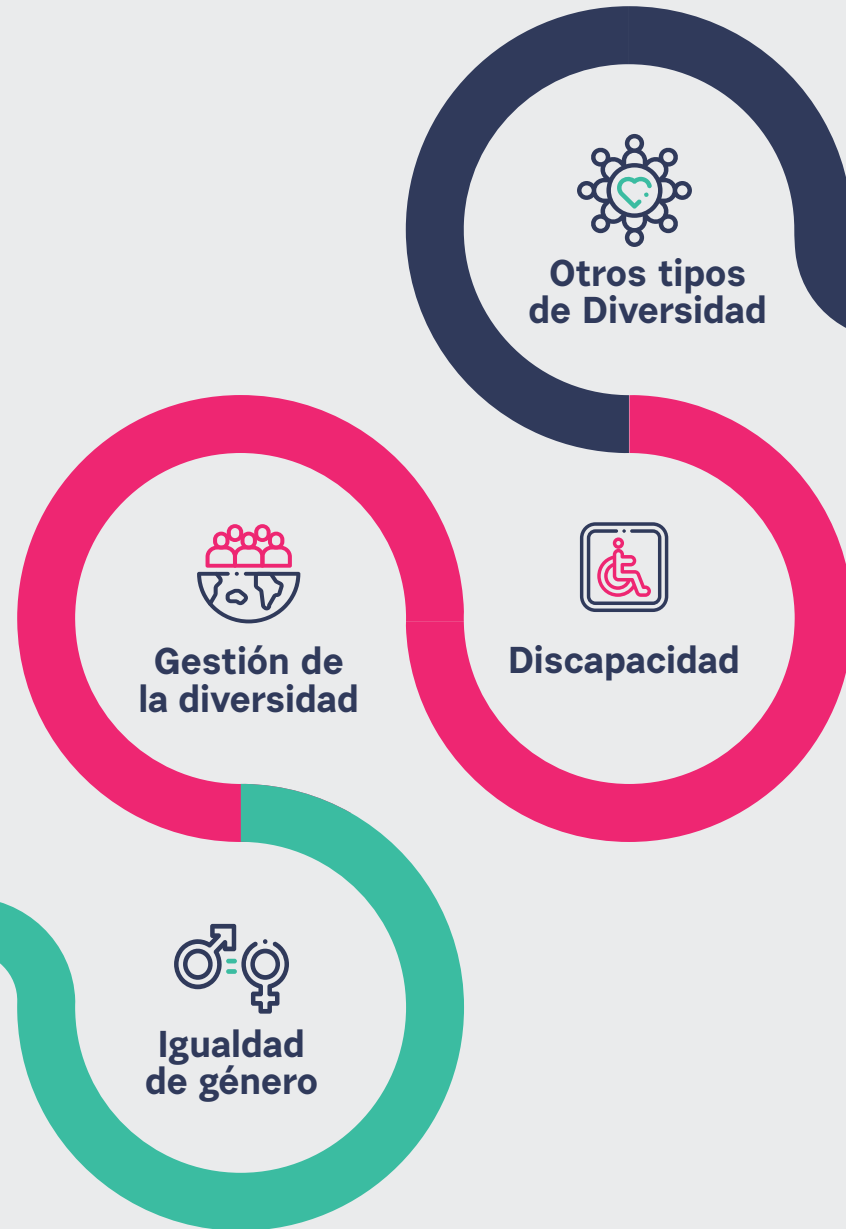 Otros tipos
de Diversidad
Gestión de
la diversidad
Discapacidad
Igualdad
de género